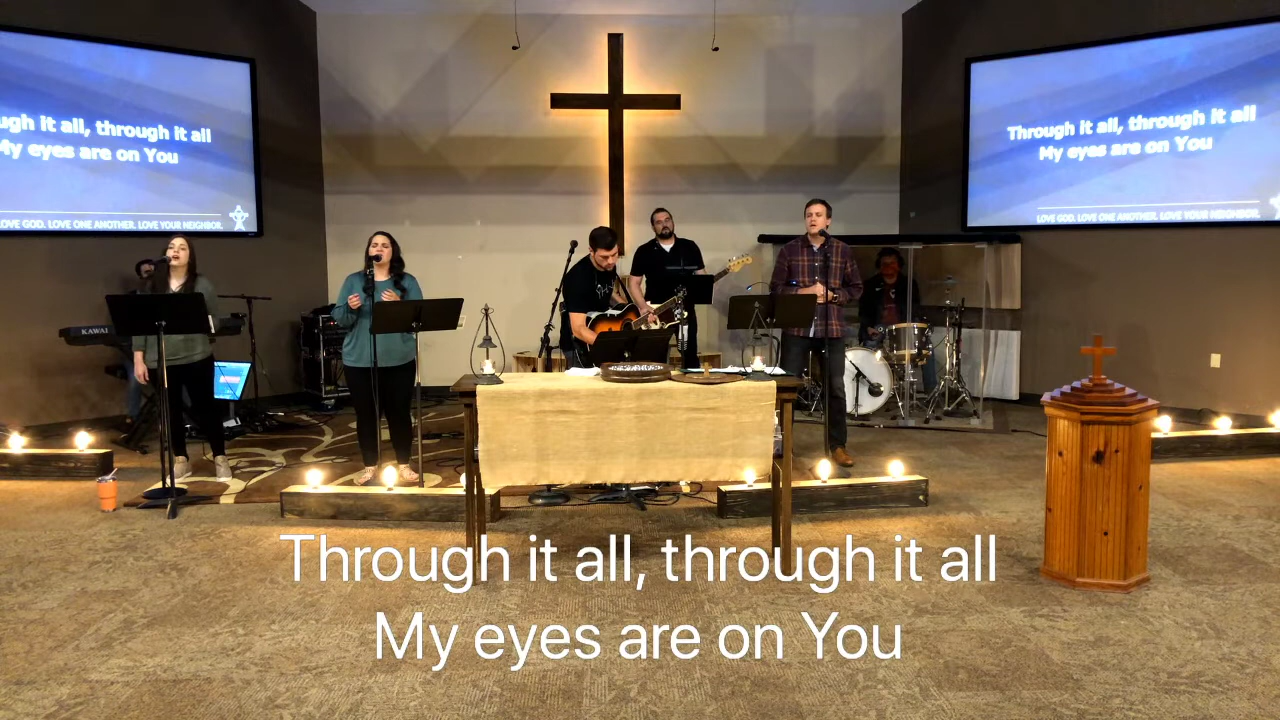 ugh it all, through it all
My eyes are on You
LOVE GOD. LOVE ONE ANOTHER. LOVE YOUR NEIGHBOR.
Through it all, through it all
My eyes are on You
LOVE GOD. LOVE ONE ANOTHER. LOVE YOUR NEIGHBOR.
KAWAI
Through it all, through it all
My eyes are on You